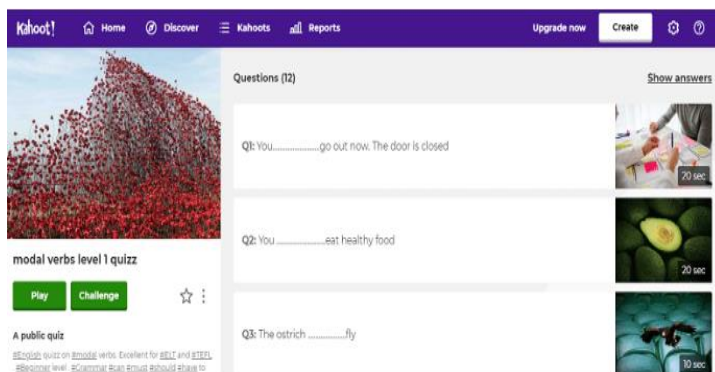 Kahoot! Home Discover Kahoots Reports Upgrade now Create
Questions (12) Show answers
Q1: You...................go out now. The door is closed
20 sec
Q2: You ....................eat healthy food
20 sec
modal verbs level 1 quizz
Play Challenge
Q3: The ostrich ...............fly
10 sec
A public quiz
#English quizz on #modal verbs. Excellent for #ELT and #TEFL
#Beginner level. #Grammar #can #must #should #have to